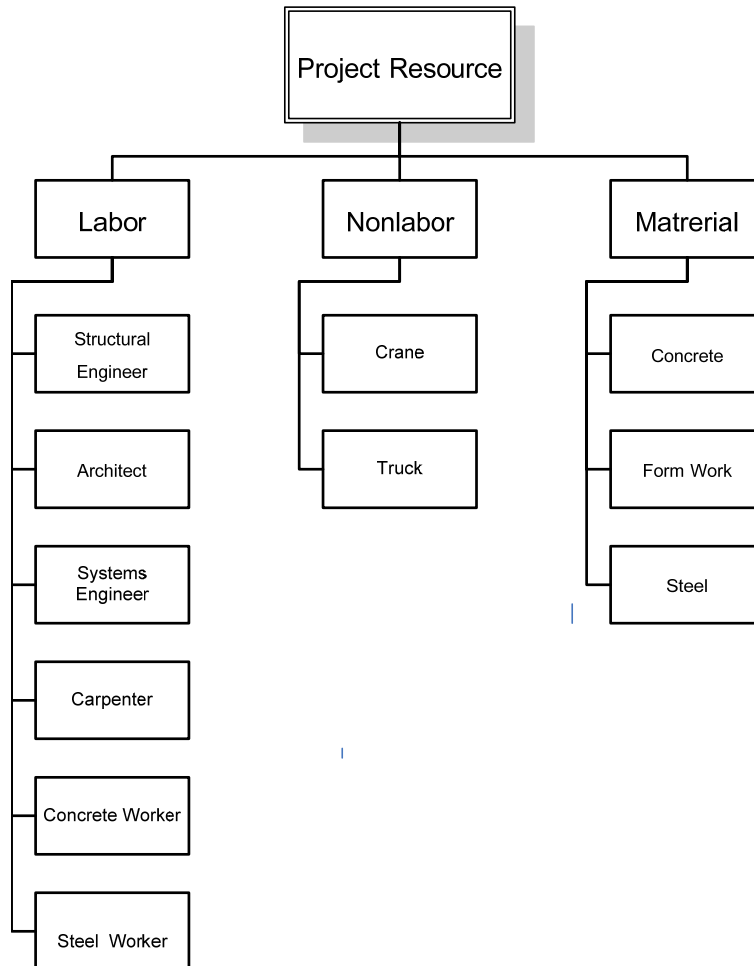 Project Resource
Labor
Nonlabor
Matrerial
Structural
Engineer
Crane
Concrete
Architect
Truck
Form Work
Systems
Engineer
Steel
Carpenter
Concrete Worker
Steel Worker